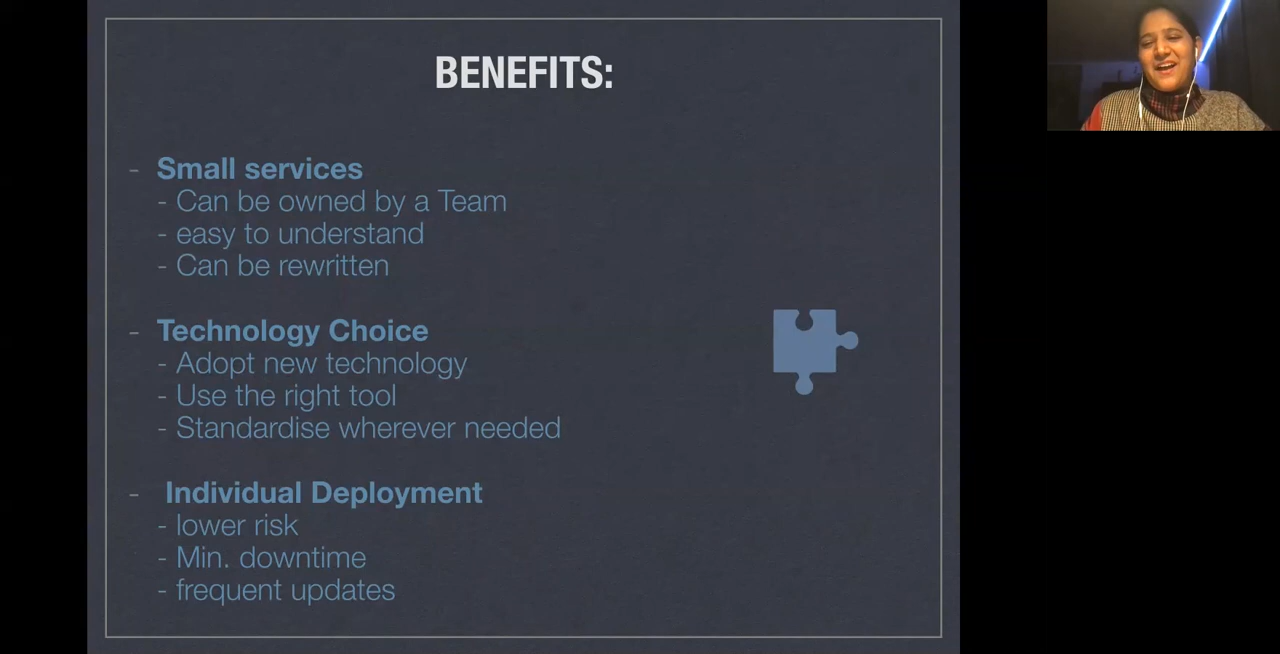 BENEFITS:
- Small services
- Can be owned by a Team
- easy to understand
- Can be rewritten
- Technology Choice
- Adopt new technology
- Use the right tool
- Standardise wherever needed
- Individual Deployment
- lower risk
- Min. downtime
- frequent updates